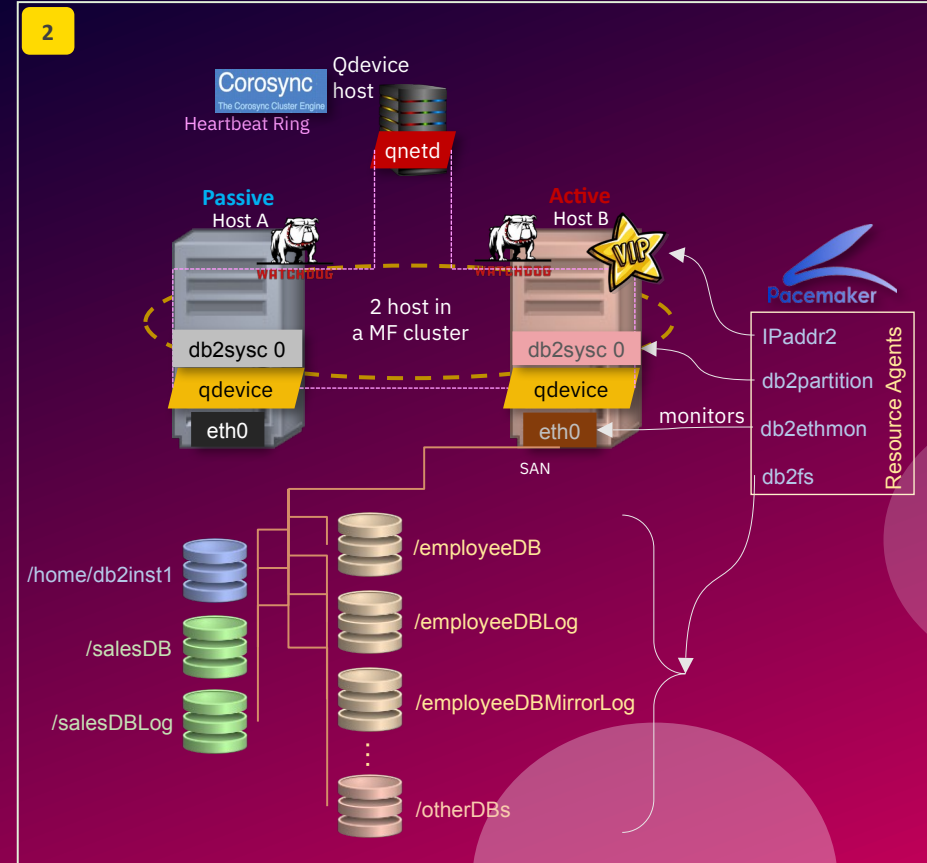 2
Corosync
The Corosync Cluster Engine
Heartbeat Ring
Qdevice
host
qnetd
Passive
Host A
WATCHDOG
Active
Host B
WATCHDOG
VIP
Pacemaker
2 host in
a MF cluster
db2sysc 0
qdevice
eth0
db2sysc 0
qdevice
eth0
monitors
IPaddr2
db2partition
db2ethmon
db2fs
Resource Agents
SAN
/home/db2inst1
/salesDB
/salesDBLog
/employeeDB
/employeeDBLog
/employeeDBMirrorLog
/otherDBs